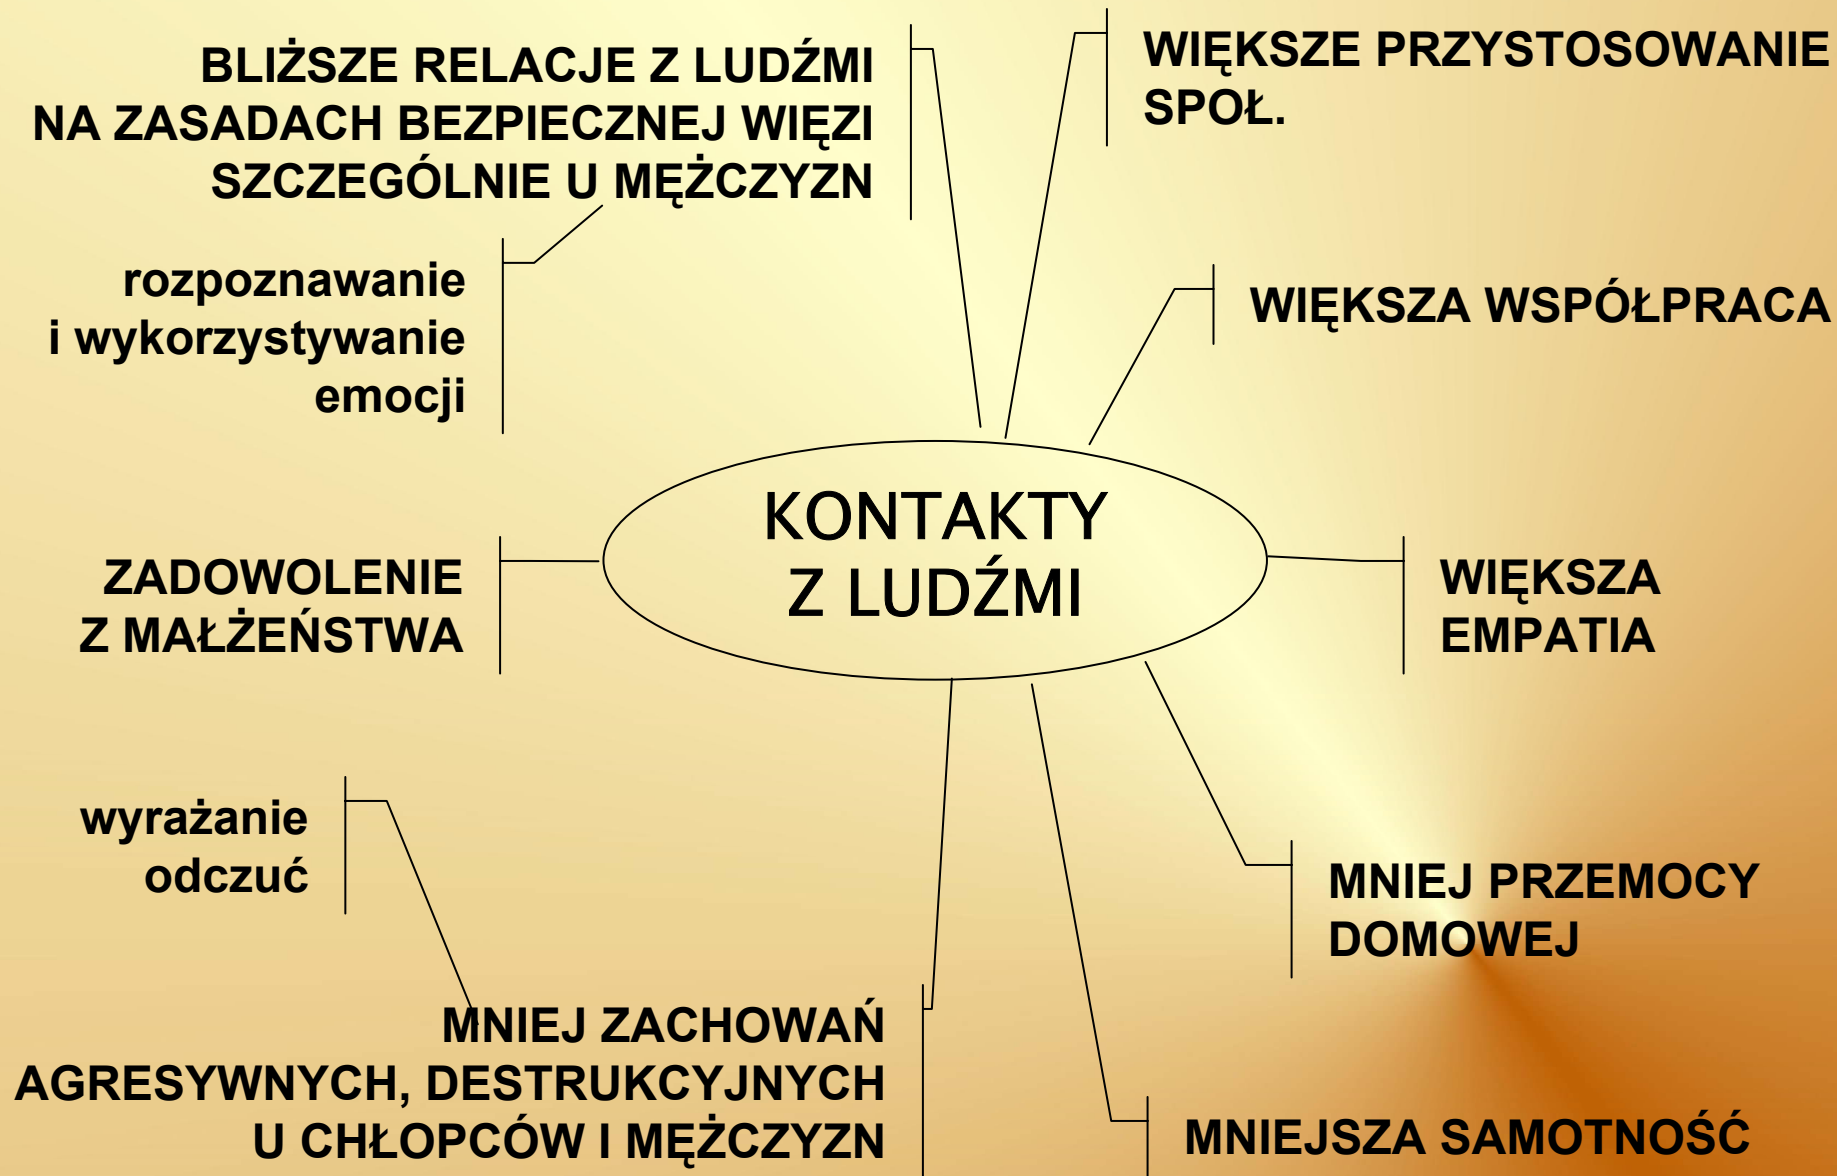 BLIŻSZE RELACJE Z LUDŹMI
NA ZASADACH BEZPIECZNEJ WIĘZI
SZCZEGÓLNIE U MĘŻCZYZN
WIĘKSZE PRZYSTOSOWANIE
SPOŁ.
rozpoznawanie
i wykorzystywanie
emocji
WIĘKSZA WSPÓŁPRACA
KONTAKTY
Z LUDŹMI
ZADOWOLENIE
Z MAŁŻEŃSTWA
WIĘKSZA
EMPATIA
wyrażanie
odczuć
MNIEJ PRZEMOCY
DOMOWEJ
MNIEJ ZACHOWAŃ
AGRESYWNYCH, DESTRUKCYJNYCH
U CHŁOPCÓW I MĘŻCZYZN
MNIEJSZA SAMOTNOŚĆ